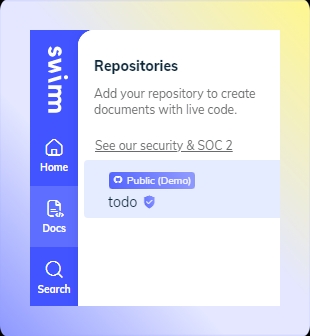 swimm
Home
Docs
Search
Repositories
Add your repository to create
documents with live code.
See our security & SOC 2
Public (Demo)
todo